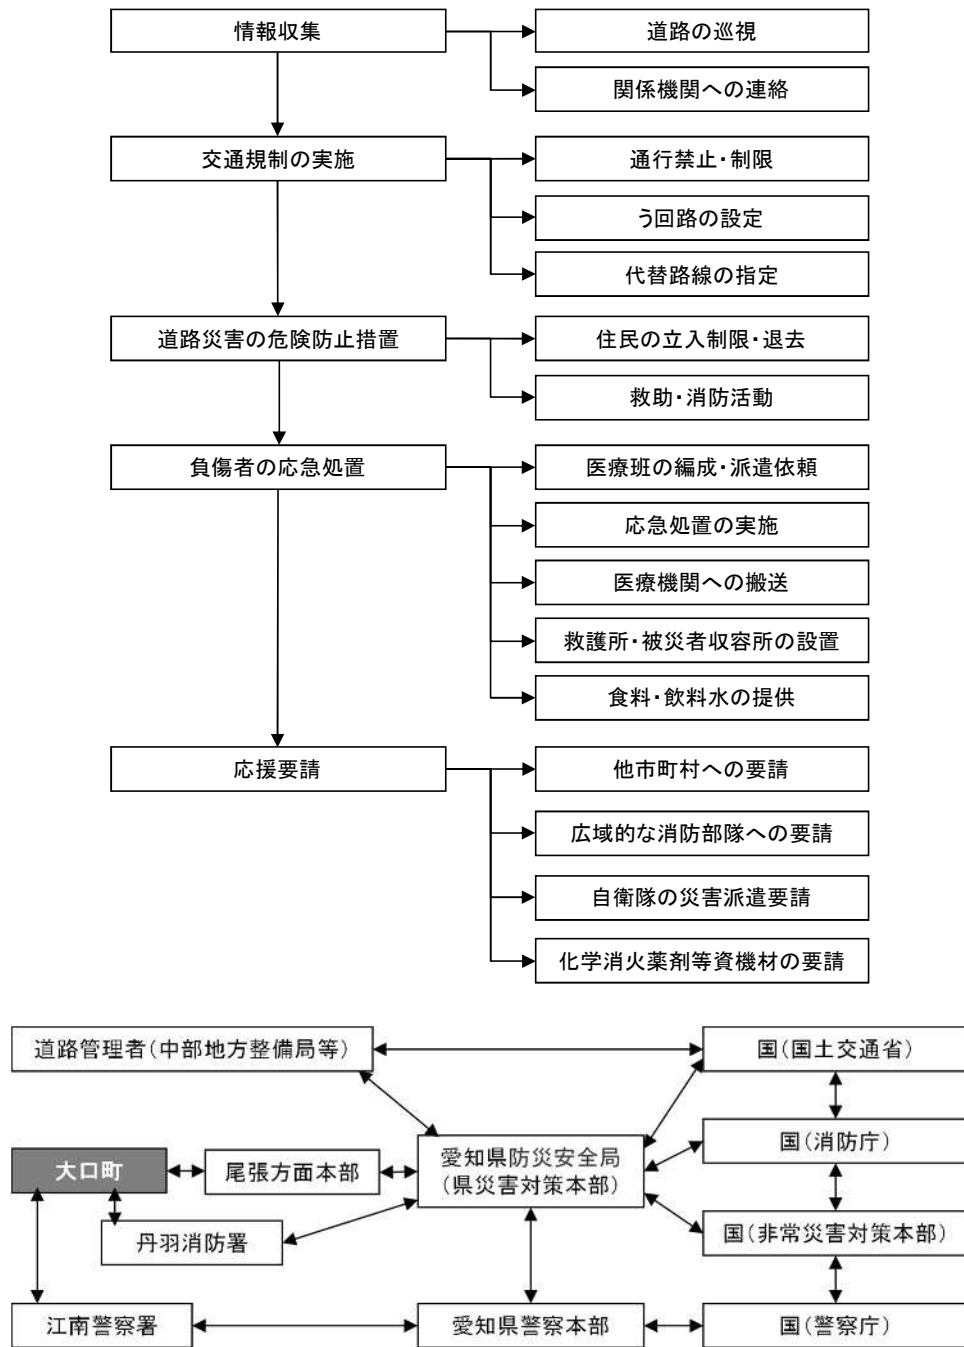 情報収集
道路の巡視
関係機関への連絡
交通規制の実施
通行禁止・制限
う回路の設定
代替路線の指定
道路災害の危険防止措置
住民の立入制限・退去
救助・消防活動
負傷者の応急処置
医療班の編成・派遣依頼
応急処置の実施
医療機関への搬送
救護所・被災者収容所の設置
食料・飲料水の提供
応援要請
他市町村への要請
広域的な消防部隊への要請
自衛隊の災害派遣要請
化学消火薬剤等資機材の要請
道路管理者（中部地方整備局等）
国（国土交通省）
大口町
尾張方面本部
愛知県防災安全局
（県災害対策本部）
国（消防庁）
丹羽消防署
国（非常災害対策本部）
江南警察署
愛知県警察本部
国（警察庁）